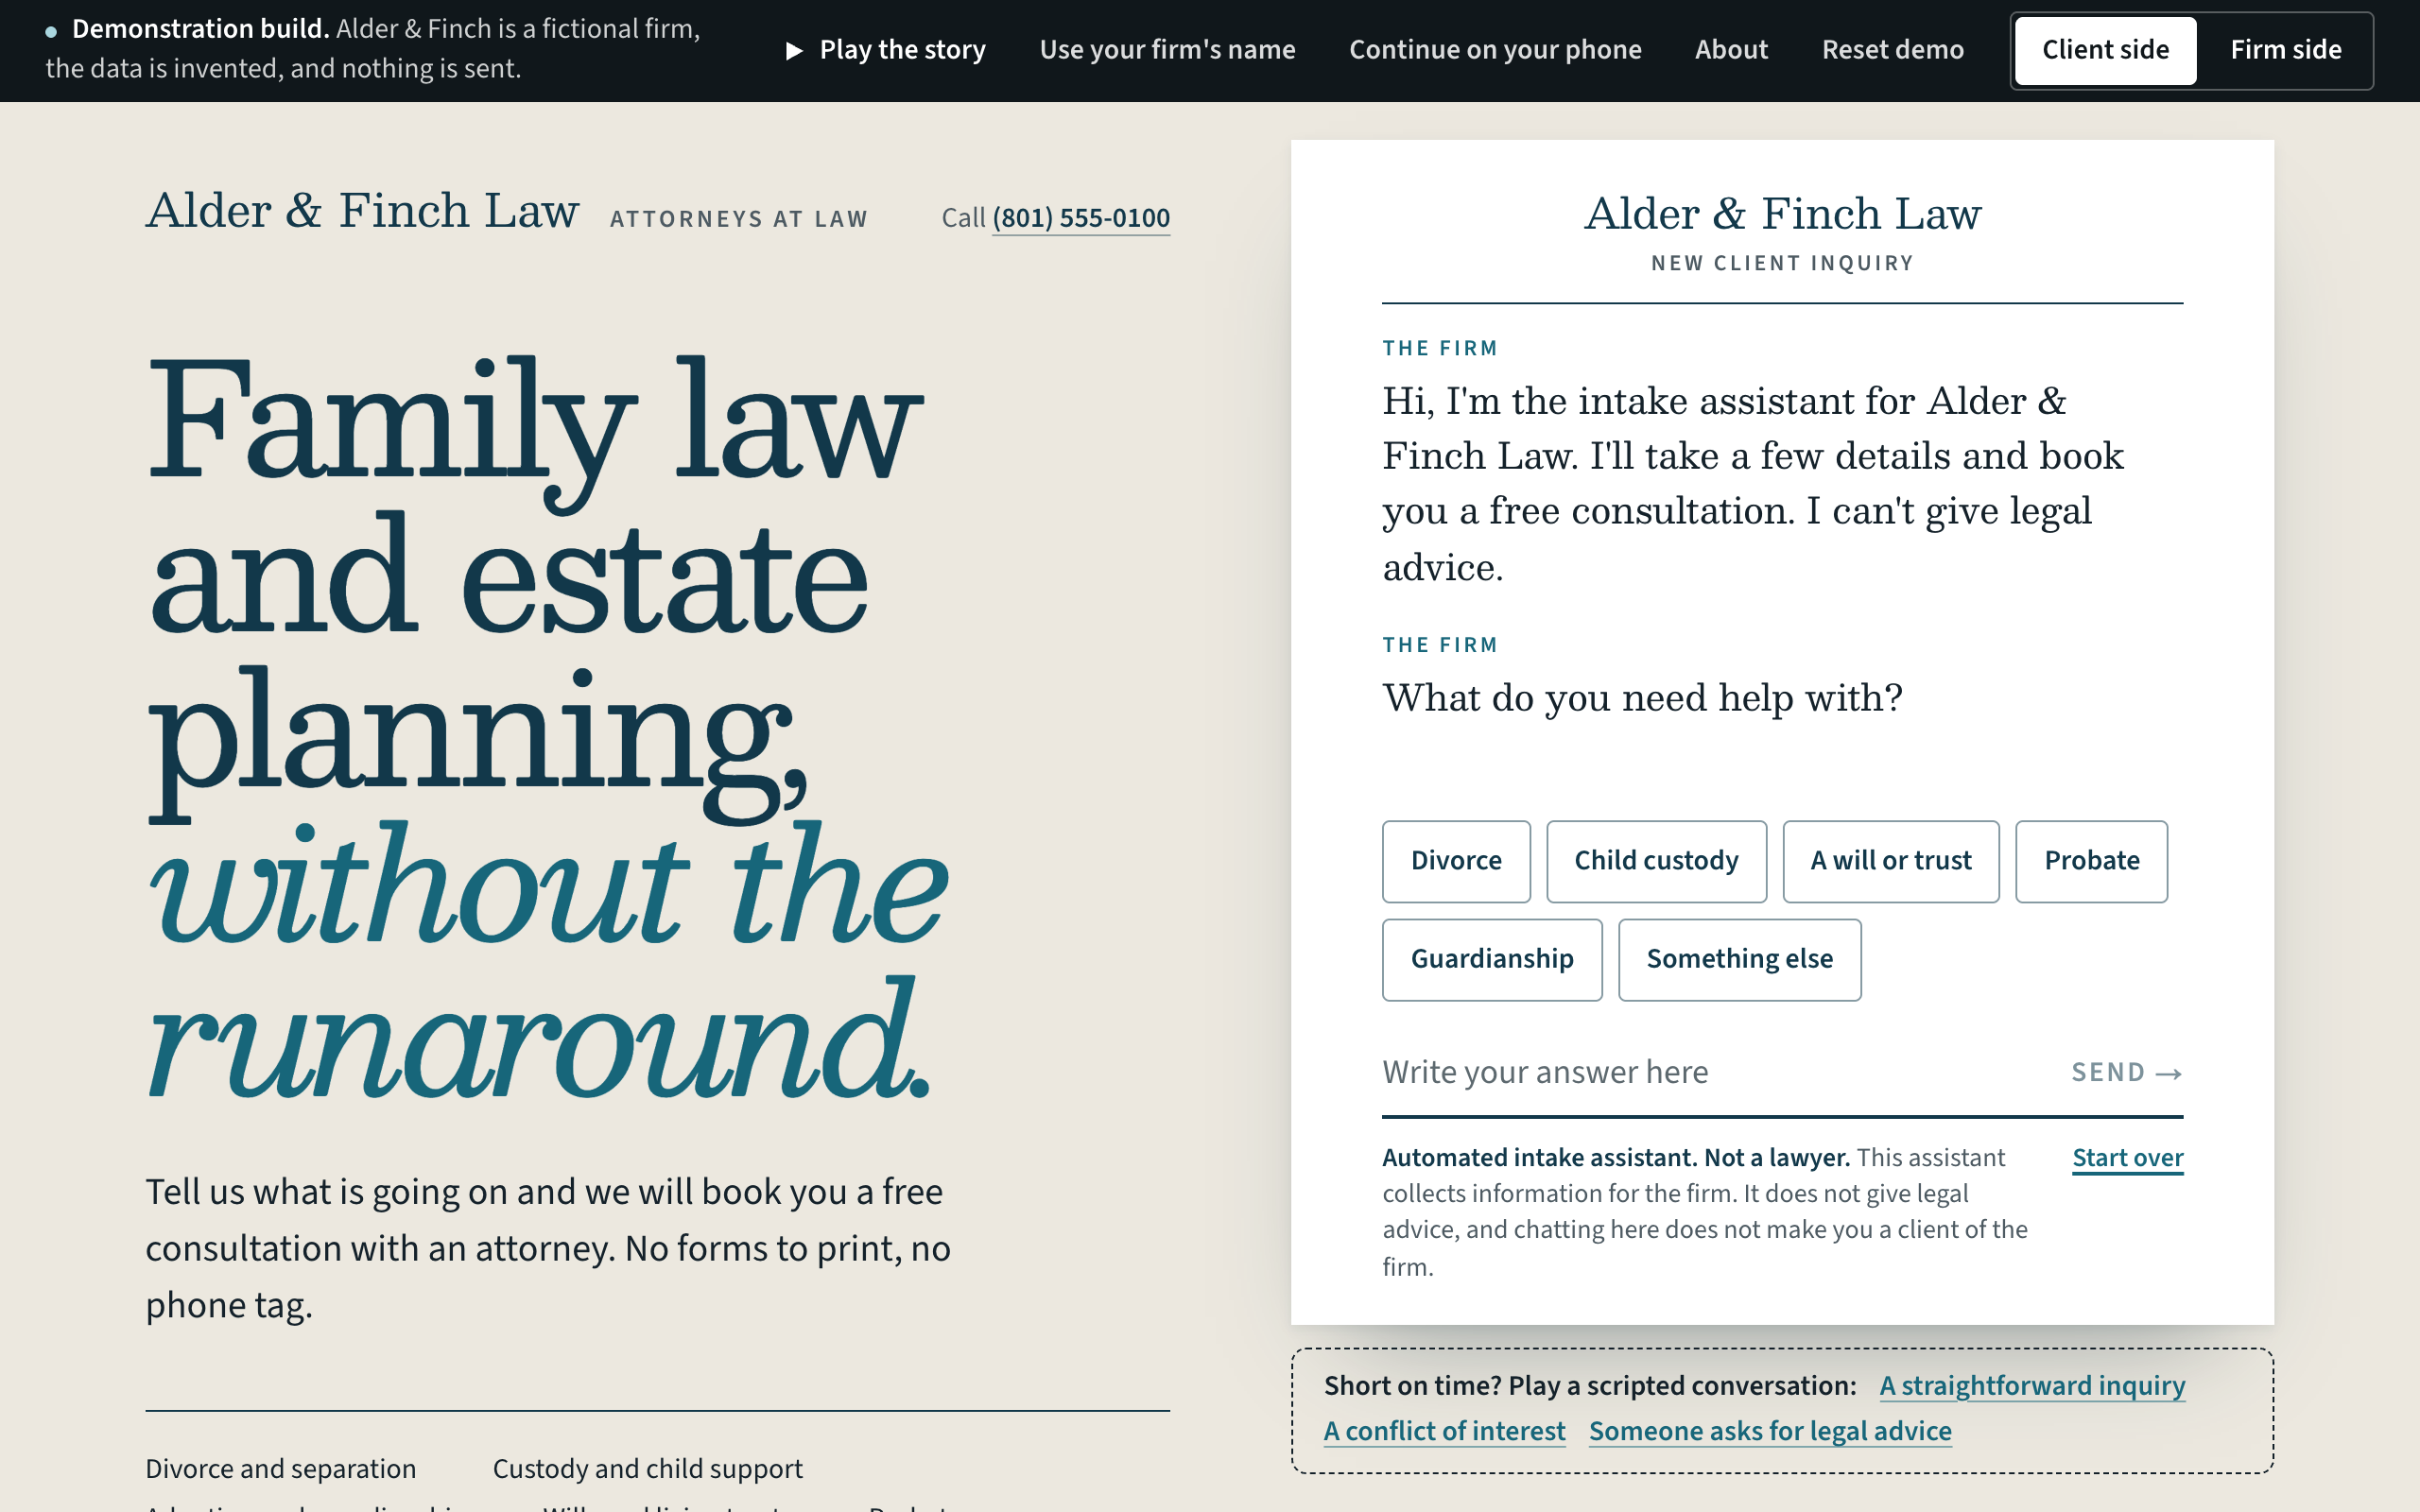 Demonstration build. Alder & Finch is a fictional firm,
the data is invented, and nothing is sent.
▶ Play the story
Use your firm's name
Continue on your phone
About
Reset demo
Client side
Firm side
Alder & Finch Law
ATTORNEYS AT LAW
Call (801) 555-0100
Family law
and estate
planning,
without the
runaround.
Tell us what is going on and we will book you a free
consultation with an attorney. No forms to print, no
phone tag.
Divorce and separation
Custody and child support
Alder & Finch Law
NEW CLIENT INQUIRY
THE FIRM
Hi, I'm the intake assistant for Alder &
Finch Law. I'll take a few details and book
you a free consultation. I can't give legal
advice.
THE FIRM
What do you need help with?
Divorce
Child custody
A will or trust
Probate
Guardianship
Something else
Write your answer here
SEND →
Automated intake assistant. Not a lawyer. This assistant
collects information for the firm. It does not give legal
advice, and chatting here does not make you a client of the
firm.
Start over
Short on time? Play a scripted conversation: A straightforward inquiry
A conflict of interest Someone asks for legal advice